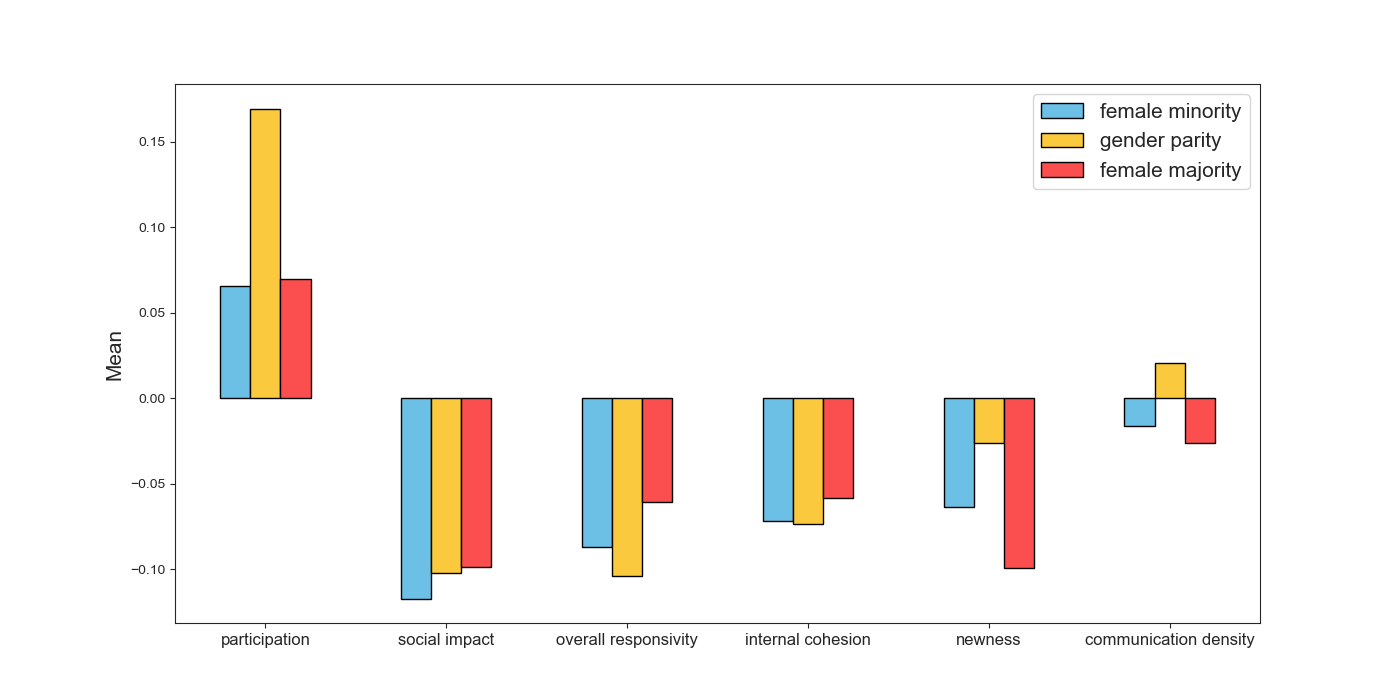 female minority
gender parity
female majority
Mean
0.15
0.10
0.05
0.00
−0.05
−0.10
participation
social impact
overall responsivity
internal cohesion
newness
communication density